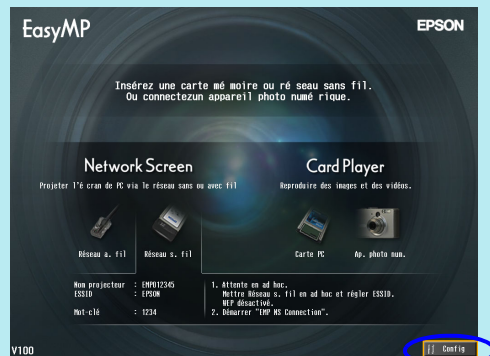 EasyMP
EPSON
Insérez une carte mé moire ou ré seau sans fil.
Ou connectezun appareil photo numé rique.
Network Screen
Projeter l'é cran de PC via le réseau sans ou avec fil
Réseau a. fil
Réseau s. fil
Card Player
Reproduire des images et des vidéos.
Carte PC
Ap. photo num.
Nom projecteur : EMP012345
ESSID : EPSON
Mot-clé : 1234
1. Attente en ad hoc.
Mettre Réseau s. fil en ad hoc et régler ESSID.
WEP désactivé.
2. Démarrer "EMP NS Connection".
V100
Config